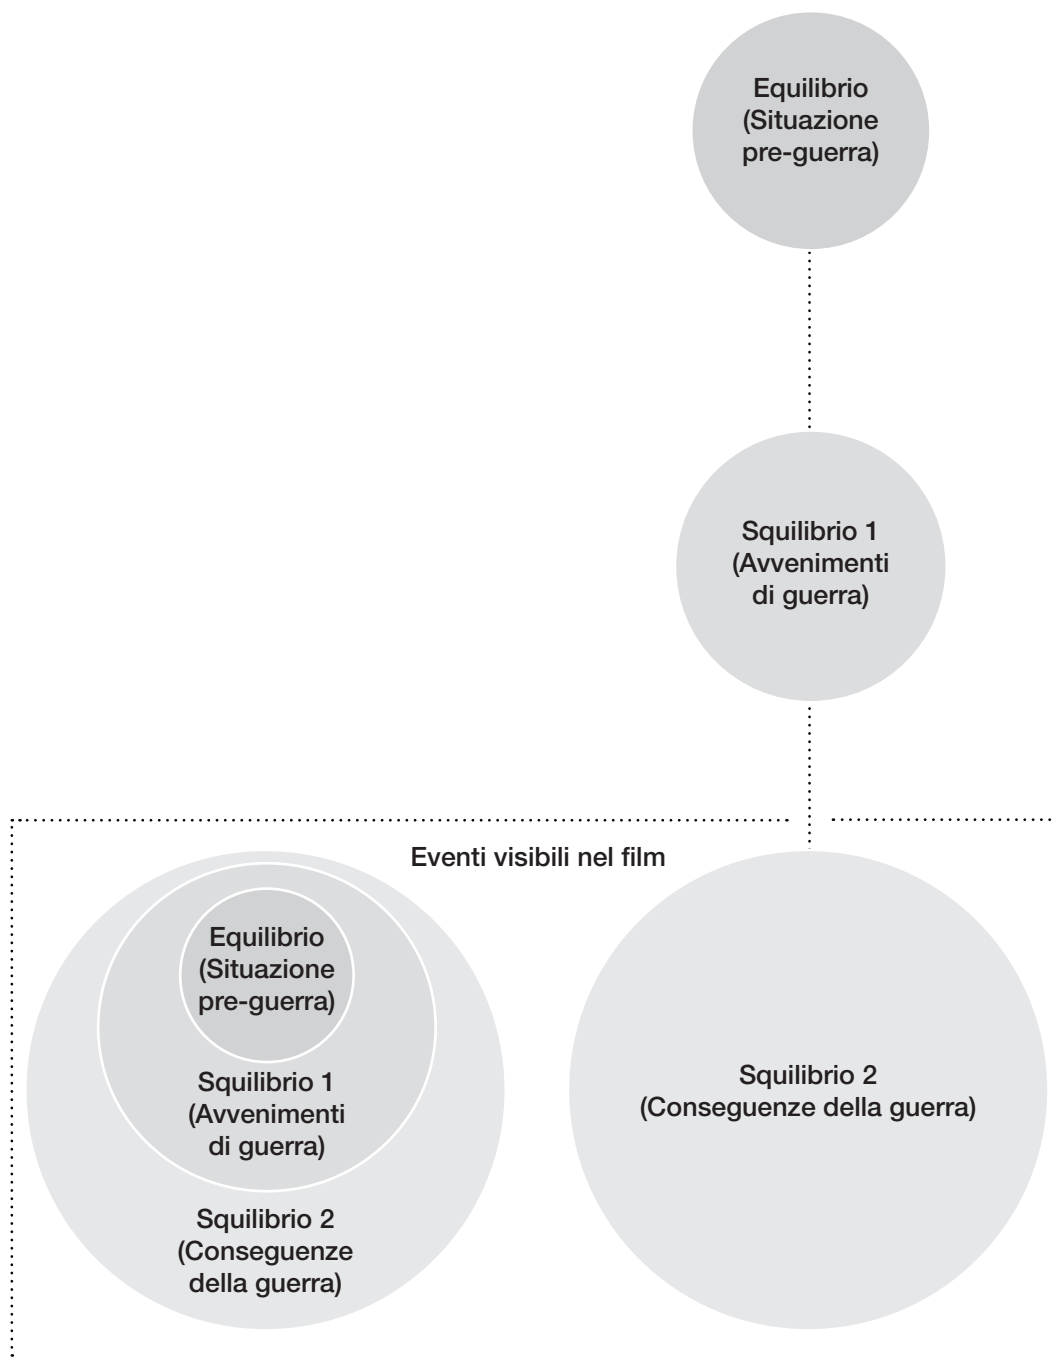 Equilibrio
(Situazione
pre-guerra)
Squilibrio 1
(Avvenimenti
di guerra)
Eventi visibili nel film
Equilibrio
(Situazione
pre-guerra)
Squilibrio 1
(Avvenimenti
di guerra)
Squilibrio 2
(Conseguenze
della guerra)
Squilibrio 2
(Conseguenze della guerra)